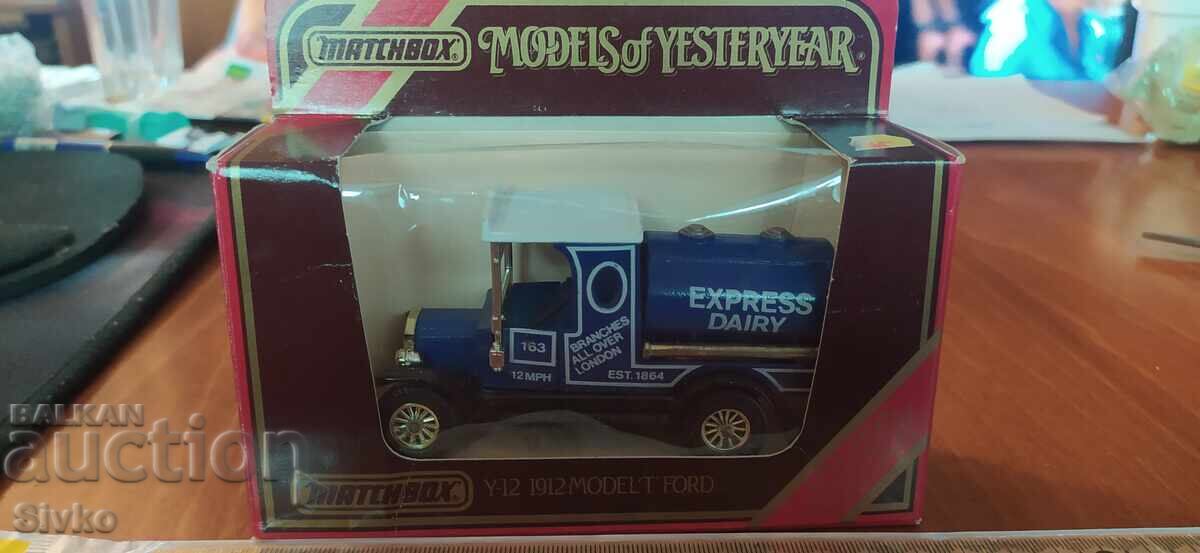 MATCHBOX MODELS of YESTERYEAR®
EXPRESS
DAIRY
163
BRANCHES
ALL OVER
LONDON
12 MPH
EST. 1864
MATCHBOX Y-12 1912·MODEL'T' FORD
BALKAN
auction
Sivko